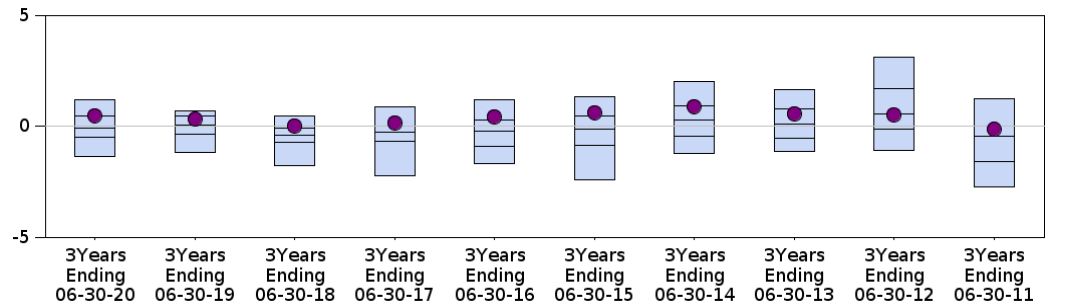 5
0
-5
3Years 3Years 3Years 3Years 3Years 3Years 3Years 3Years 3Years 3Years
Ending Ending Ending Ending Ending Ending Ending Ending Ending Ending
06-30-20 06-30-19 06-30-18 06-30-17 06-30-16 06-30-15 06-30-14 06-30-13 06-30-12 06-30-11